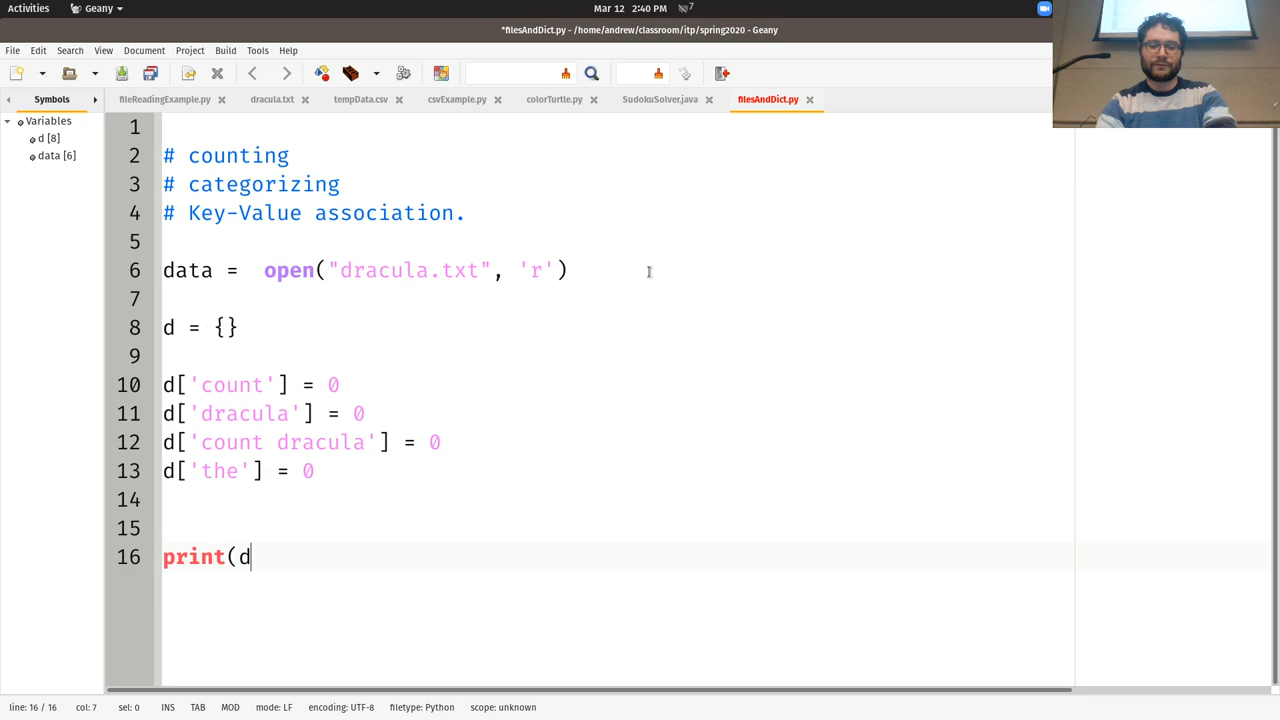 Activities Geany Mar 12 2:40 PM 7
*filesAndDict.py - /home/andrew/classroom/itp/spring2020 - Geany
File Edit Search View Document Project Build Tools Help
Symbols fileReadingExample.py dracula.txt tempData.csv csvExample.py colorTurtle.py SudokuSolver.java filesAndDict.py
Variables
d [8]
data [6]
1
2 # counting
3 # categorizing
4 # Key-Value association.
5
6 data =  open("dracula.txt", 'r')
7
8 d = {}
9
10 d['count'] = 0
11 d['dracula'] = 0
12 d['count dracula'] = 0
13 d['the'] = 0
14
15
16 print(d
line: 16 / 16 col: 7 sel: 0 INS TAB MOD mode: LF encoding: UTF-8 filetype: Python scope: unknown